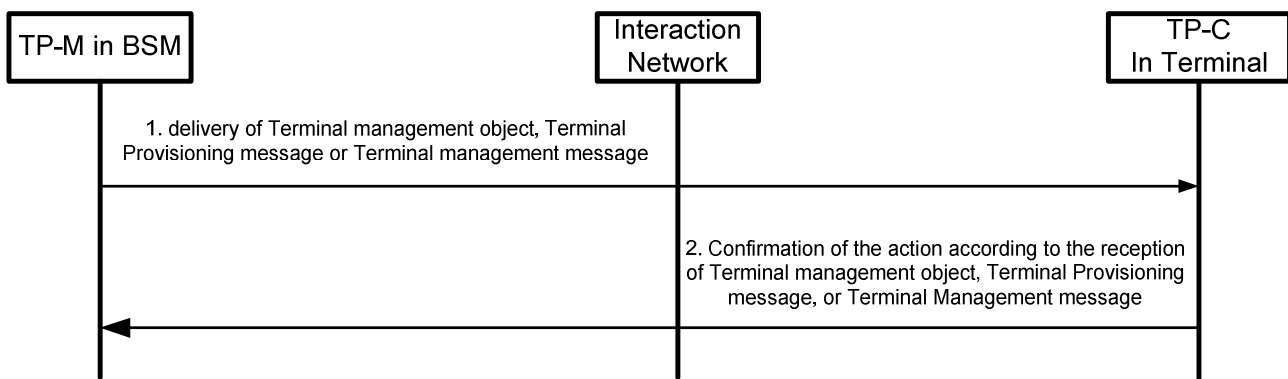 TP-M in BSM
Interaction
Network
TP-C
In Terminal
1. delivery of Terminal management object, Terminal
Provisioning message or Terminal management message
2. Confirmation of the action according to the reception
of Terminal management object, Terminal Provisioning
message, or Terminal Management message